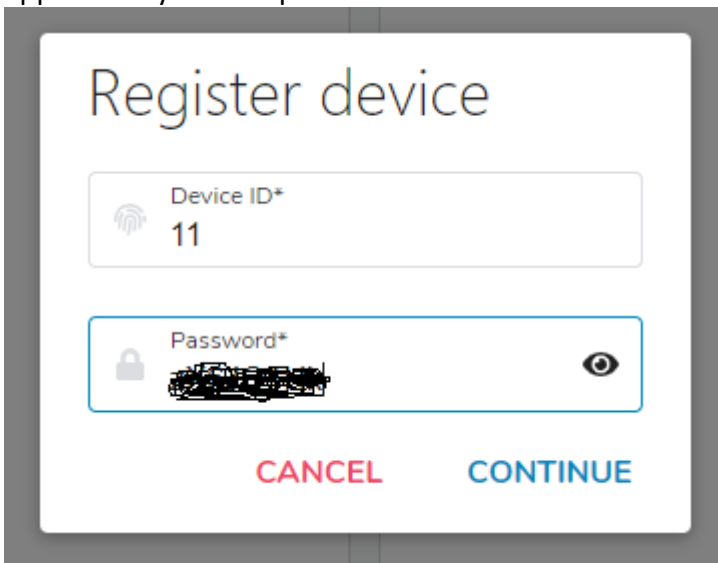 Register device
Device ID*
11
Password*
CANCEL
CONTINUE